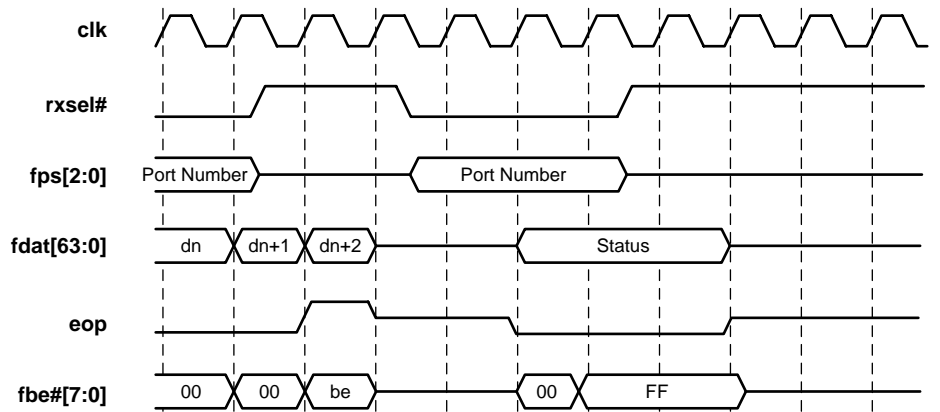 clk
rxsel#
fps[2:0] Port Number Port Number
fdat[63:0] dn dn+1 dn+2 Status
eop
fbe#[7:0] 00 00 be 00 FF